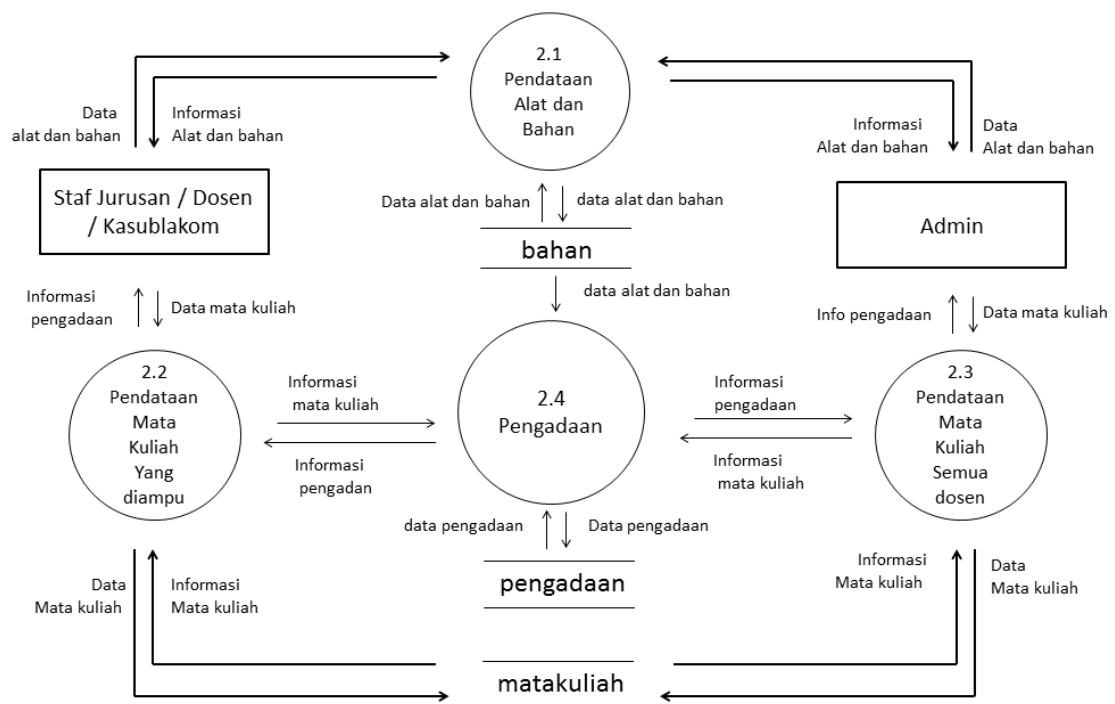 2.1
Pendataan
Alat dan
Bahan
Data
alat dan bahan
Informasi
Alat dan bahan
Informasi
Alat dan bahan
Data
Alat dan bahan
Staf Jurusan / Dosen
/ Kasublakom
Data alat dan bahan
data alat dan bahan
Admin
bahan
data alat dan bahan
Informasi
pengadaan
Data mata kuliah
Info pengadaan
Data mata kuliah
2.2
Pendataan
Mata
Kuliah
Yang
diampu
Informasi
mata kuliah
Informasi
pengadan
2.4
Pengadaan
Informasi
pengadaan
Informasi
mata kuliah
2.3
Pendataan
Mata
Kuliah
Semua
dosen
data pengadaan
Data pengadaan
pengadaan
Data
Mata kuliah
Informasi
Mata kuliah
Informasi
Mata kuliah
Data
Mata kuliah
matakuliah